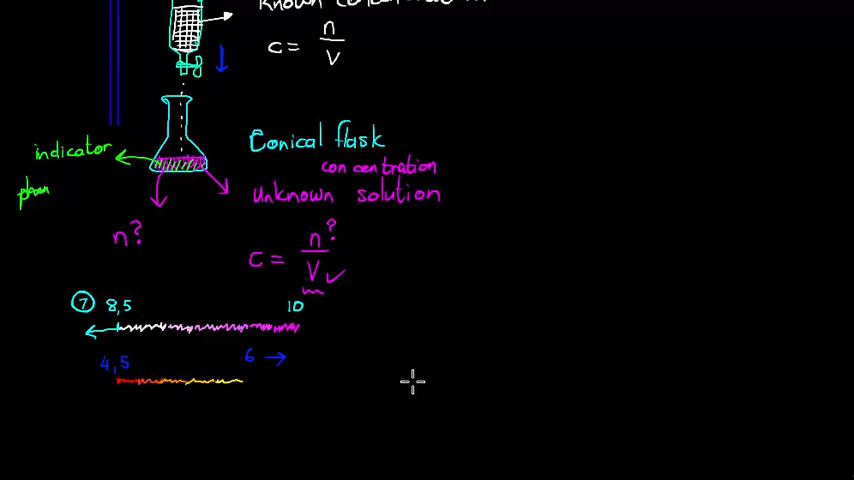 c = n/V
Conical flask
indicator
concentration
unknown solution
n?
c = n?/V ✓
7 8,5 10
4,5 6 →